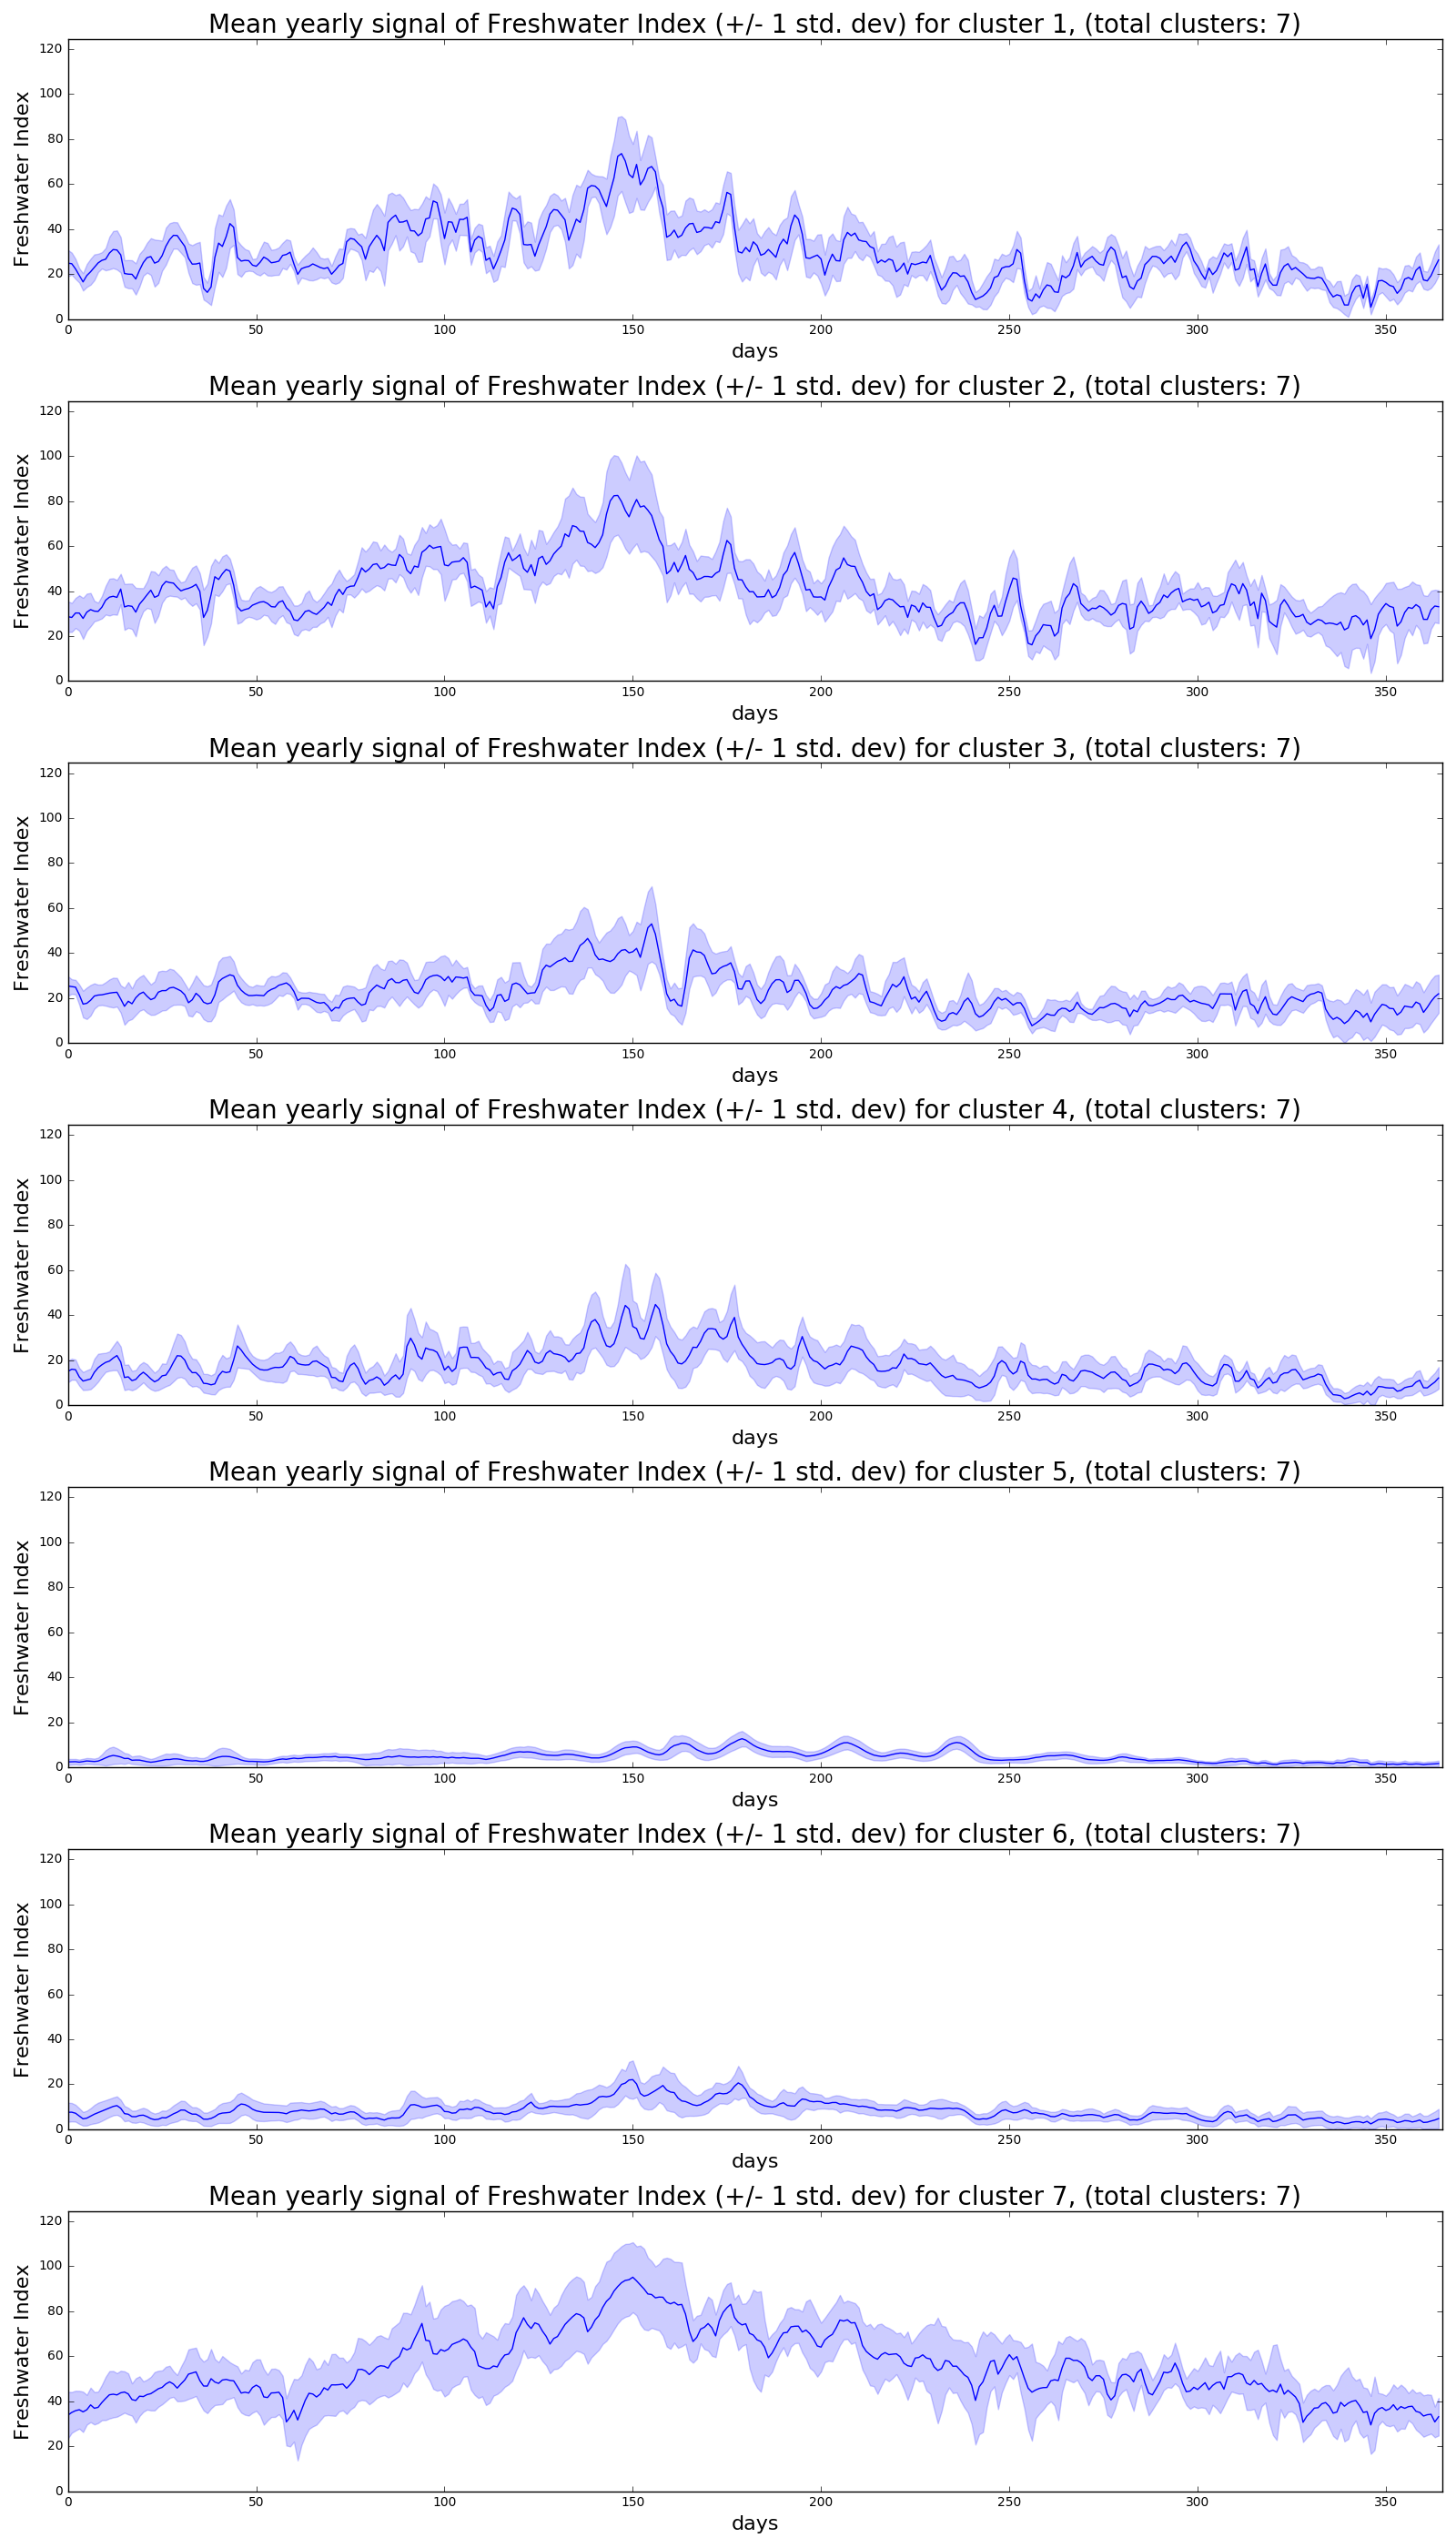 Mean yearly signal of Freshwater Index (+/- 1 std. dev) for cluster 1, (total clusters: 7)
120
100
80
60
40
20
0
Freshwater Index
0 50 100 150 200 250 300 350
days
Mean yearly signal of Freshwater Index (+/- 1 std. dev) for cluster 2, (total clusters: 7)
120
100
80
60
40
20
0
Freshwater Index
0 50 100 150 200 250 300 350
days
Mean yearly signal of Freshwater Index (+/- 1 std. dev) for cluster 3, (total clusters: 7)
120
100
80
60
40
20
0
Freshwater Index
0 50 100 150 200 250 300 350
days
Mean yearly signal of Freshwater Index (+/- 1 std. dev) for cluster 4, (total clusters: 7)
120
100
80
60
40
20
0
Freshwater Index
0 50 100 150 200 250 300 350
days
Mean yearly signal of Freshwater Index (+/- 1 std. dev) for cluster 5, (total clusters: 7)
120
100
80
60
40
20
0
Freshwater Index
0 50 100 150 200 250 300 350
days
Mean yearly signal of Freshwater Index (+/- 1 std. dev) for cluster 6, (total clusters: 7)
120
100
80
60
40
20
0
Freshwater Index
0 50 100 150 200 250 300 350
days
Mean yearly signal of Freshwater Index (+/- 1 std. dev) for cluster 7, (total clusters: 7)
120
100
80
60
40
20
0
Freshwater Index
0 50 100 150 200 250 300 350
days